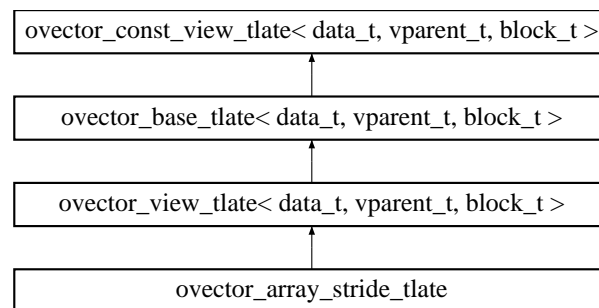 ovector_const_view_tlate< data_t, vparent_t, block_t >
ovector_base_tlate< data_t, vparent_t, block_t >
ovector_view_tlate< data_t, vparent_t, block_t >
ovector_array_stride_tlate